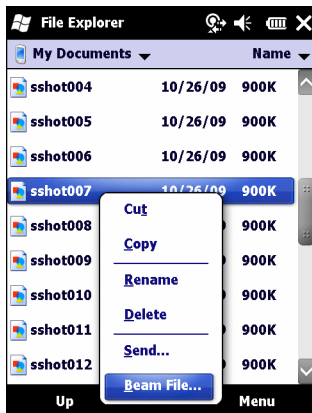 File Explorer
My Documents Name
sshot004 10/26/09 900K
sshot005 10/26/09 900K
sshot006 10/26/09 900K
sshot007 10/26/09 900K
sshot008 900K
sshot009 900K
sshot010 900K
sshot011 900K
sshot012 900K
Cut
Copy
Rename
Delete
Send...
Beam File...
Up Menu